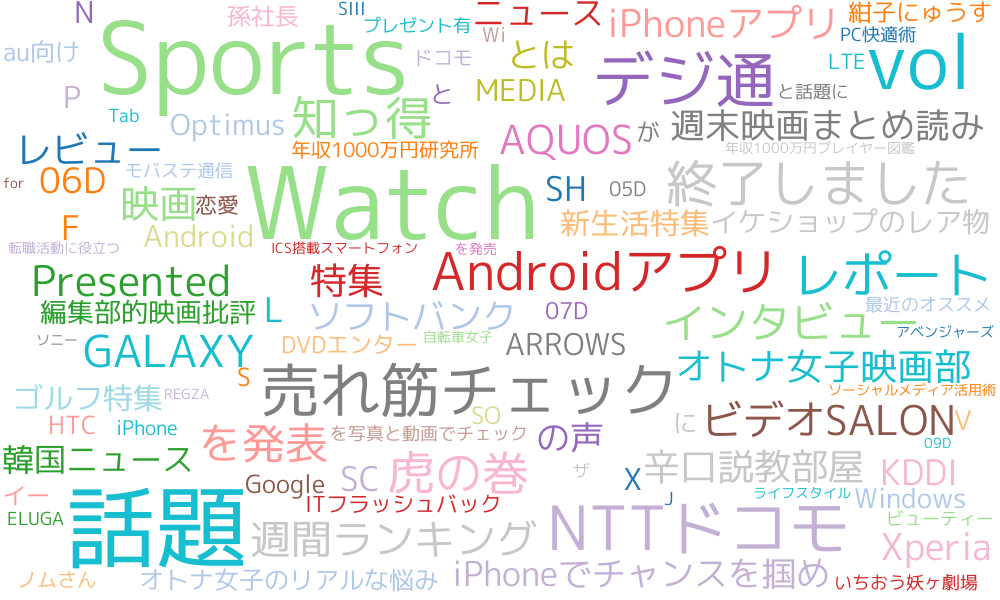 N
Sports
孫社長
SIII
プレゼント有
ニュース
Wi
iPhoneアプリ
紺子にゅうす
PC快適術
au向け
ドコモ
とは
デジ通
LTE
vol
P
Tab
と
MEDIA
と話題に
Optimus
知っ得
AQUOS
が
週末映画まとめ読み
レビュー
年収1000万円研究所
年収1000万円プレイヤー図鑑
for
06D
モバステ通信
Watch
SH
05D
終了しました
映画
恋愛
F
Android
新生活特集
イケショップのレア物
転職活動に役立つ
ICS搭載スマートフォン
を発売
Presented
特集
Androidアプリ
レポート
編集部的映画批評
L
ソフトバンク
07D
インタビュー
最近のオススメ
アベンジャーズ
ソニー
GALAXY
DVDエンター
自転車女子
ARROWS
オトナ女子映画部
S
売れ筋チェック
ソーシャルメディア活用術
ゴルフ特集
REGZA
HTC
iPhone
を発表
を写真と動画でチェック
SO
の声
に
ビデオSALON
V
09D
韓国ニュース
Google
SC
虎の巻
ザ
X
辛口説教部屋
KDDI
イー
ELUGA
話題
ITフラッシュバック
J
ライフスタイル
Windows
週間ランキング
NTTドコモ
ビューティー
Xperia
ノムさん
オトナ女子のリアルな悩み
iPhoneでチャンスを掴め
いちおう妖ヶ劇場